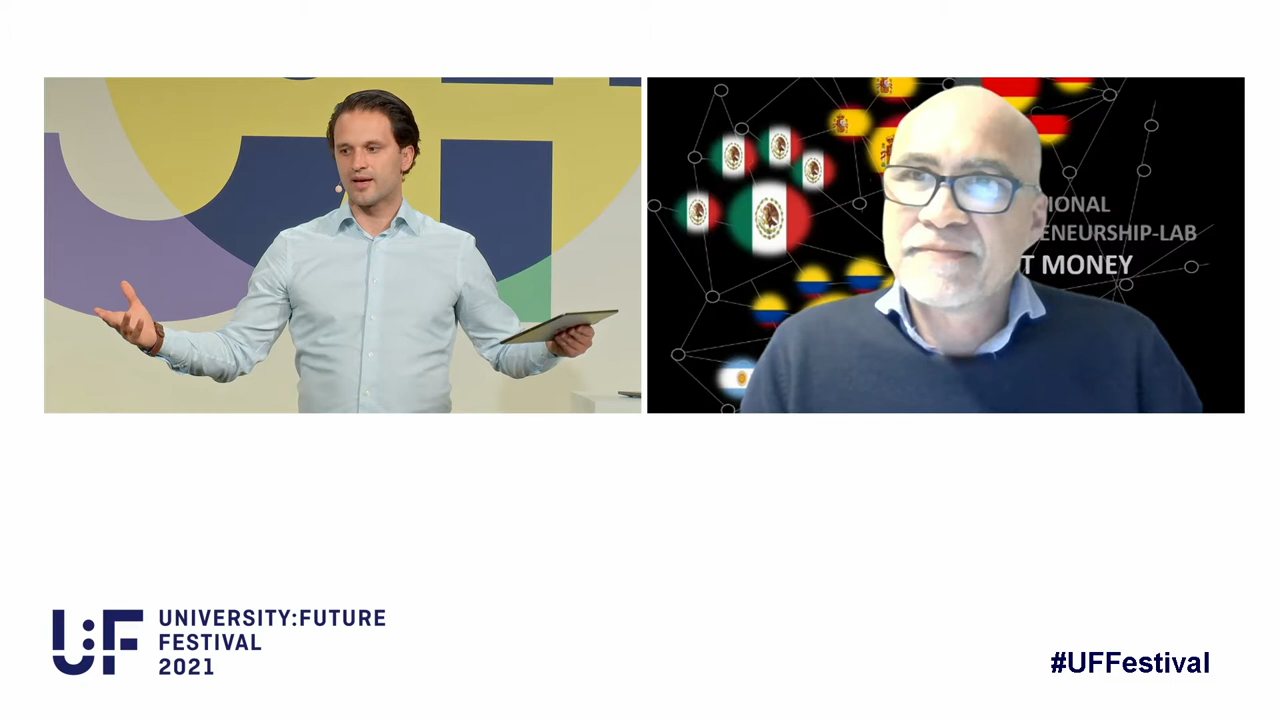 IONAL
ENEURSHIP-LAB
T MONEY
UNIVERSITY:FUTURE
U:F
FESTIVAL
2021
#UFFestival